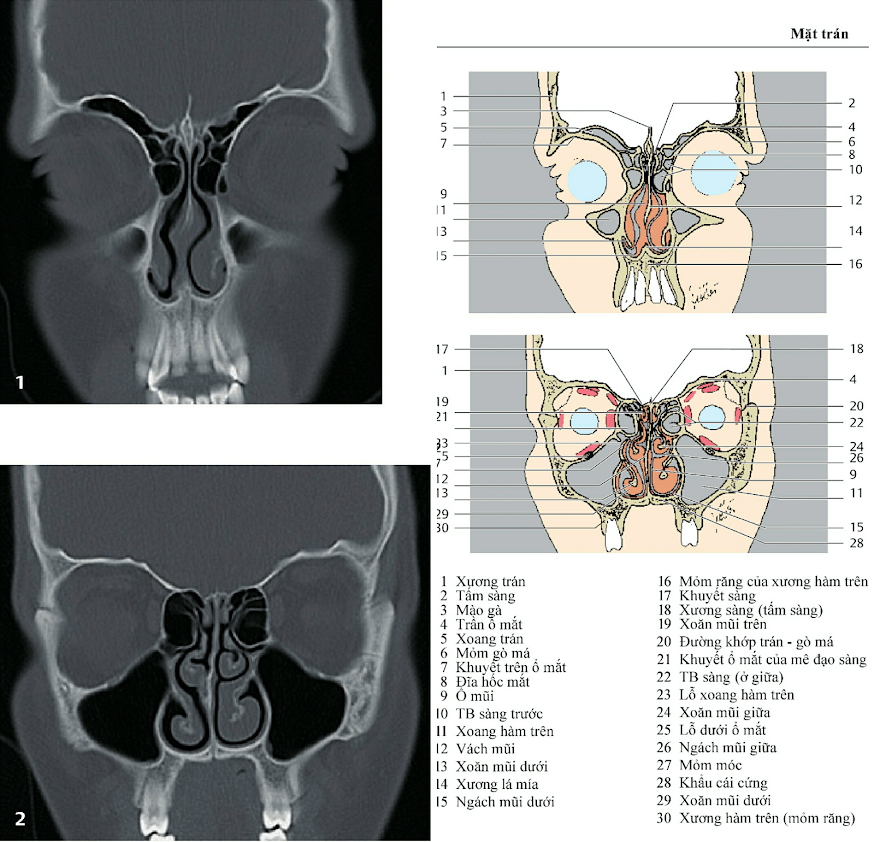 Mặt trán
1
3
5
7
9
11
13
15
2
4
6
8
10
12
14
16
1
17
1
19
21
33
25
7
12
13
29
30
18
4
20
22
24
26
9
11
15
28
2
1 Xương trán
2 Tấm sàng
3 Mào gà
4 Trần ổ mắt
5 Xoang trán
6 Mỏm gò má
7 Khuyết trên ổ mắt
8 Đĩa hốc mắt
9 Ổ mũi
10 TB sàng trước
11 Xoang hàm trên
12 Vách mũi
13 Xoăn mũi dưới
14 Xương lá mía
15 Ngách mũi dưới
16 Mỏm răng của xương hàm trên
17 Khuyết sàng
18 Xương sàng (tấm sàng)
19 Xoăn mũi trên
20 Đường khớp trán - gò má
21 Khuyết ổ mắt của mê đạo sàng
22 TB sàng (ở giữa)
23 Lỗ xoang hàm trên
24 Xoăn mũi giữa
25 Lỗ dưới ổ mắt
26 Ngách mũi giữa
27 Mỏm móc
28 Khẩu cái cứng
29 Xoăn mũi dưới
30 Xương hàm trên (mỏm răng)